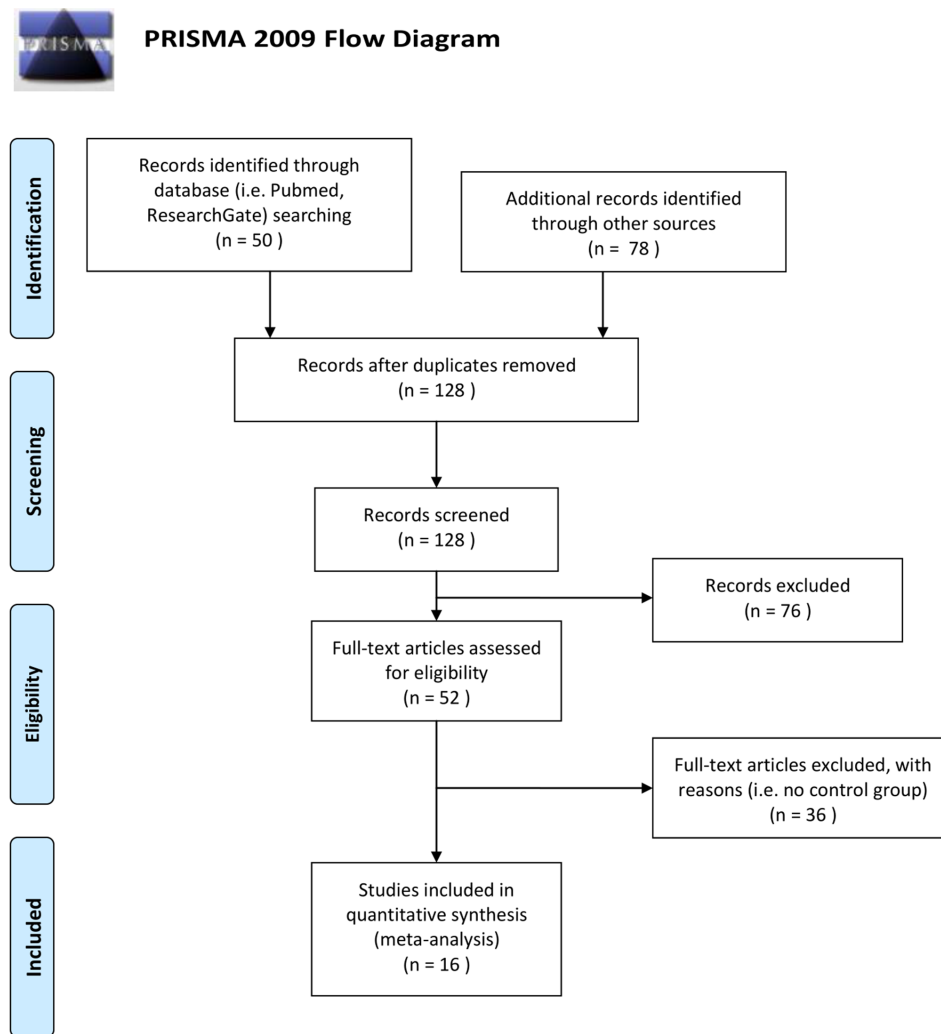 PRISMA
PRISMA 2009 Flow Diagram
Identification
Records identified through
database (i.e. Pubmed,
ResearchGate) searching
(n = 50 )
Additional records identified
through other sources
(n = 78 )
Records after duplicates removed
(n = 128 )
Screening
Records screened
(n = 128 )
Records excluded
(n = 76 )
Eligibility
Full-text articles assessed
for eligibility
(n = 52 )
Full-text articles excluded, with
reasons (i.e. no control group)
(n = 36 )
Included
Studies included in
quantitative synthesis
(meta-analysis)
(n = 16 )